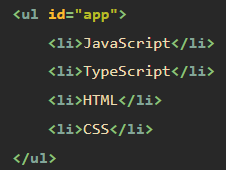 <ul id="app">
<li>JavaScript</li>
<li>TypeScript</li>
<li>HTML</li>
<li>CSS</li>
</ul>